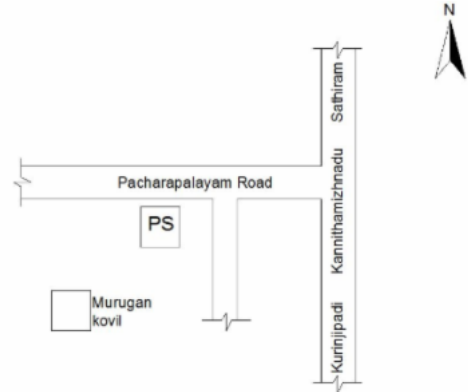 N
Sathiram
Kannithamizhnadu
Kurinjipadi
Pacharapalayam Road
PS
Murugan
kovil